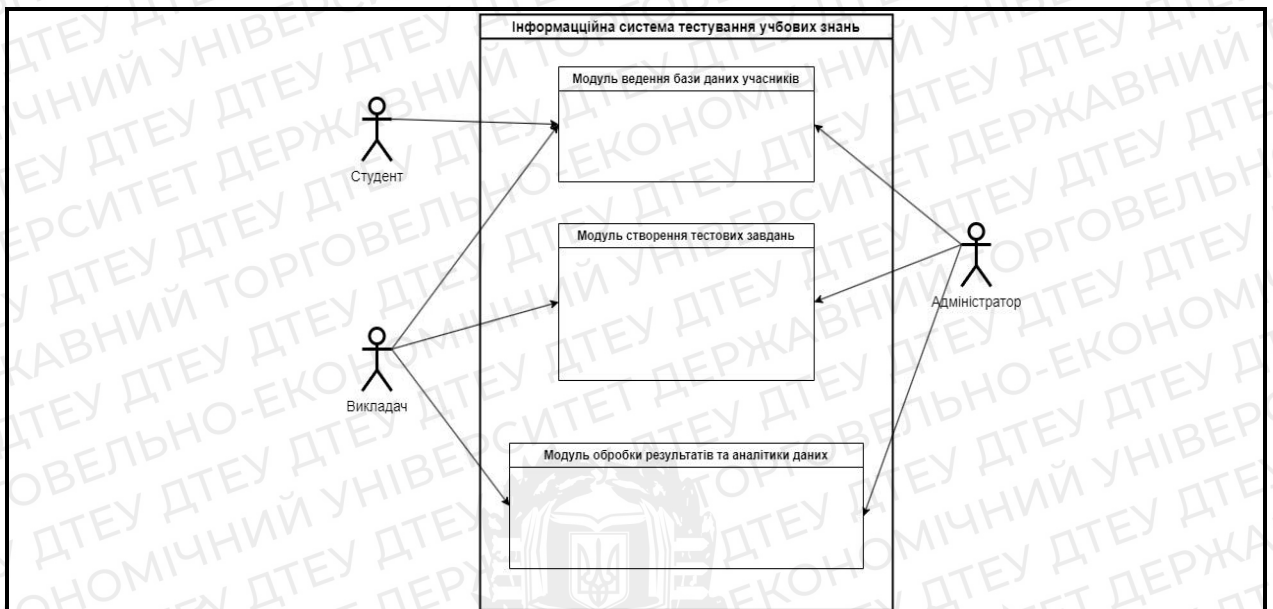 Інформацційна система тестування учбових знань
Модуль ведення бази даних учасників
Студент
Модуль створення тестових завдань
Адміністратор
Викладач
Модуль обробки результатів та аналітики даних